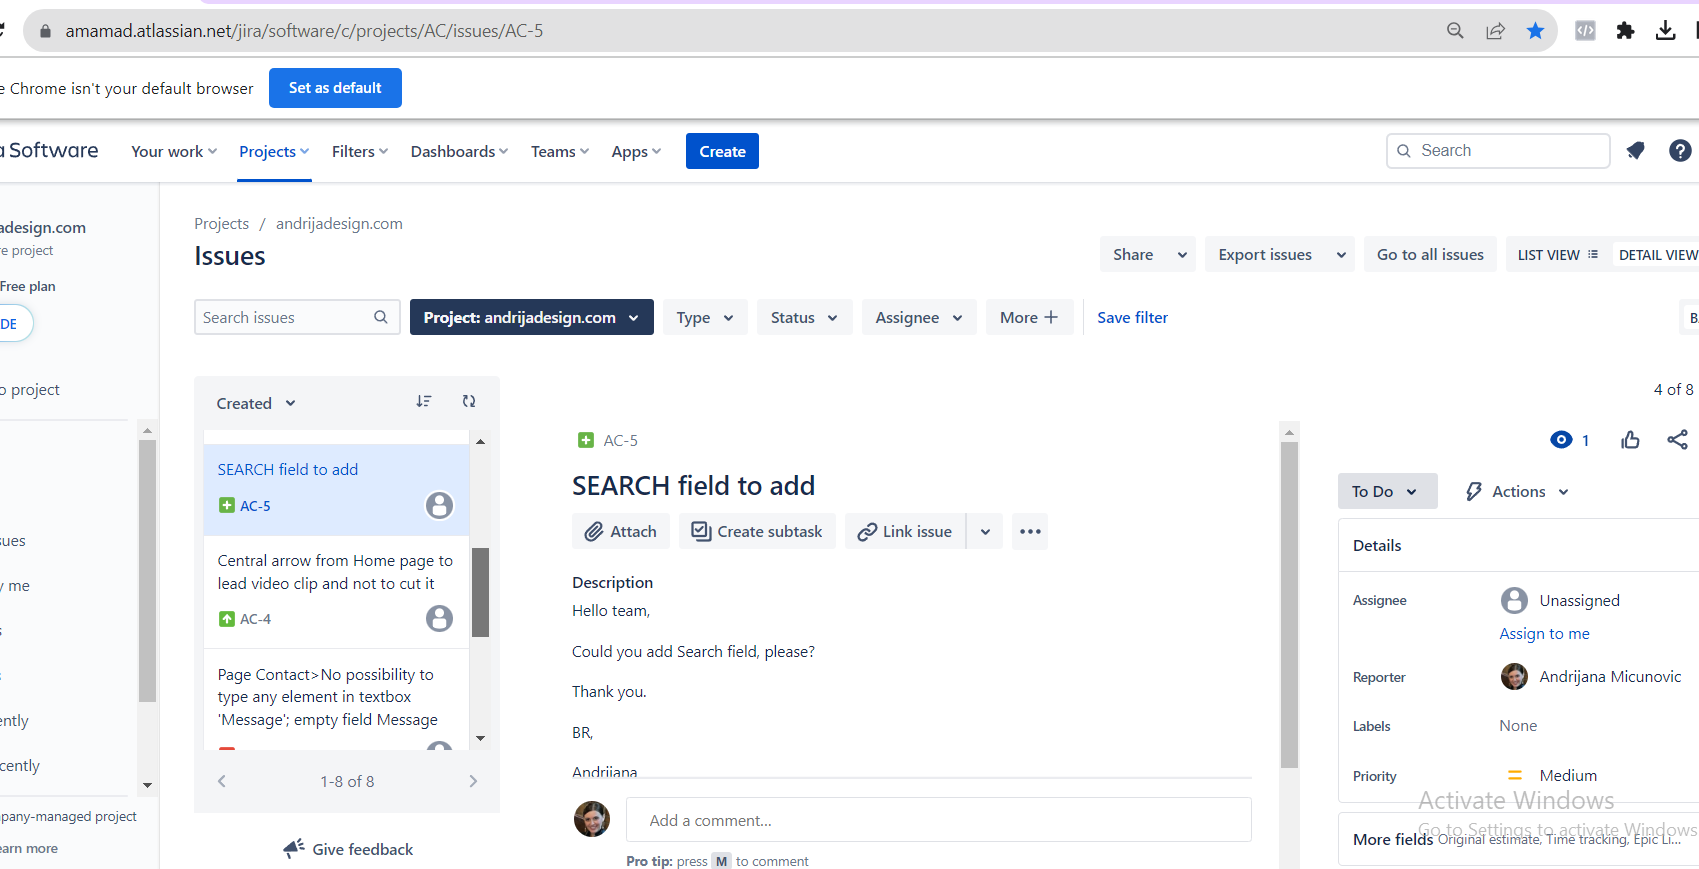 amamad.atlassian.net/jira/software/c/projects/AC/issues/AC-5
e Chrome isn't your default browser
Set as default
a Software
Your work
Projects
Filters
Dashboards
Teams
Apps
Create
Search
adesign.com
re project
Free plan
DE
o project
sues
y me
s
ently
cently
pany-managed project
earn more
Projects / andrijadesign.com
Issues
Share
Export issues
Go to all issues
LIST VIEW
DETAIL VIEW
Search issues
Project: andrijadesign.com
Type
Status
Assignee
More
Save filter
B
Created
SEARCH field to add
AC-5
Central arrow from Home page to
lead video clip and not to cut it
AC-4
Page Contact>No possibility to
type any element in textbox
'Message'; empty field Message
1-8 of 8
Give feedback
4 of 8
AC-5
SEARCH field to add
Attach
Create subtask
Link issue
Description
Hello team,
Could you add Search field, please?
Thank you.
BR,
Andrijana
Add a comment...
Pro tip: press M to comment
1
To Do
Actions
Details
Assignee
Unassigned
Assign to me
Reporter
Andrijana Micunovic
Labels
None
Priority
Medium
Activate Windows
Go to Settings to activate Windows
More fields
Original estimate, Time tracking, Epic Li...